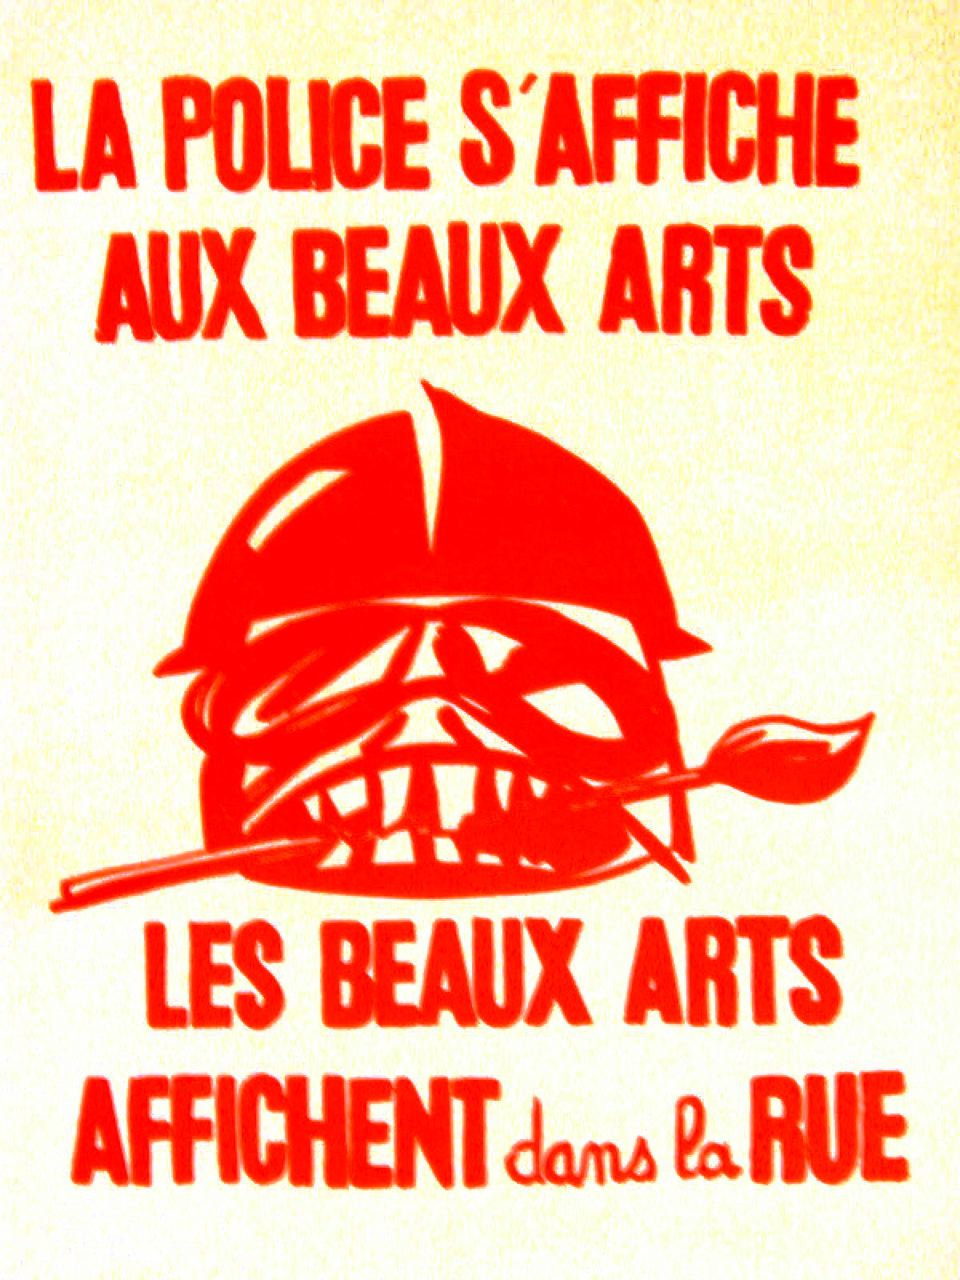 LA POLICE S'AFFICHE
AUX BEAUX ARTS
LES BEAUX ARTS
AFFICHENT dans la RUE